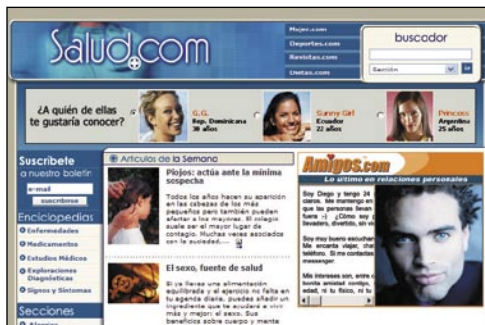 Salud.com
Mujer.com
Deportes.com
Revistas.com
Dietas.com
buscador
Sección
¿A quién de ellas
te gustaría conocer?
G.G.
Rep. Dominicana
30 años
Sunny Girl
Ecuador
22 años
Princess
Argentina
25 años
Suscríbete
a nuestro boletín
e-mail
suscribirse
Enciclopedias
Enfermedades
Medicamentos
Estudios Médicos
Exploraciones
Diagnósticas
Signos y Síntomas
Secciones
Alergias
Artículos de la Semana
Piojos: actúa ante la mínima
sospecha
Todos los años hacen su aparición
en las cabezas de los más
pequeños pero también pueden
afectar a los mayores. El colegio
suele ser el mayor lugar de
contagio. Muchas veces asociados
con la suciedad,...
El sexo, fuente de salud
Si ya llevas una alimentación
equilibrada y el ejercicio no falta en
tu agenda diaria, puedes añadir un
ingrediente que te ayudará a vivir
más y mejor: el sexo. Sus
beneficios sobre cuerpo y mente
Amigos.com
Lo último en relaciones personales
Soy Diego y tengo 24
claros. Me mantengo en
que las personas llevan
fuera :-) ¿Cómo soy p
llevadero, divertido, sin vic
Soy muy bueno escuchan
Me encanta viajar, chat
teléfono. Si me contactas
messenger.
Mis intereses son, entre o
bonita amistad contigo,
edad, ni tu físico, ni tu